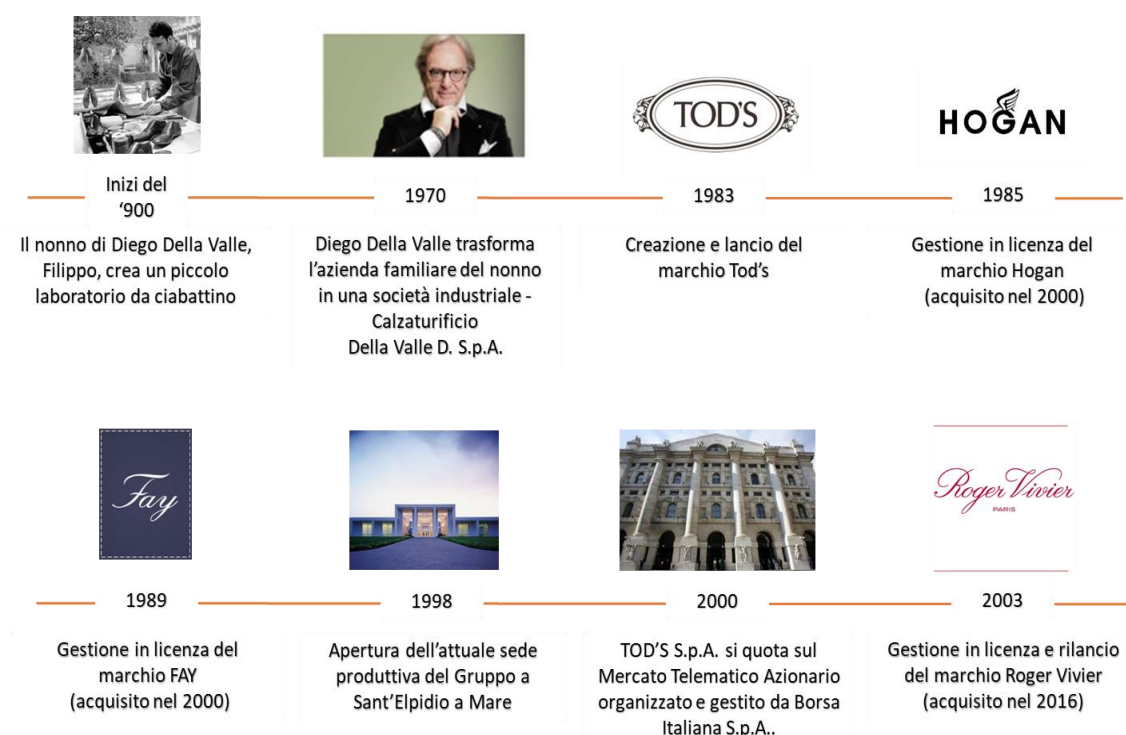 TOD'S
HOGAN
Inizi del
‘900
1970
1983
1985
Il nonno di Diego Della Valle,
Filippo, crea un piccolo
laboratorio da ciabattino
Diego Della Valle trasforma
l’azienda familiare del nonno
in una società industriale -
Calzaturificio
Della Valle D. S.p.A.
Creazione e lancio del
marchio Tod’s
Gestione in licenza del
marchio Hogan
(acquisito nel 2000)
Fay
Roger Vivier
PARIS
1989
1998
2000
2003
Gestione in licenza del
marchio FAY
(acquisito nel 2000)
Apertura dell’attuale sede
produttiva del Gruppo a
Sant’Elpidio a Mare
TOD’S S.p.A. si quota sul
Mercato Telematico Azionario
organizzato e gestito da Borsa
Italiana S.p.A..
Gestione in licenza e rilancio
del marchio Roger Vivier
(acquisito nel 2016)